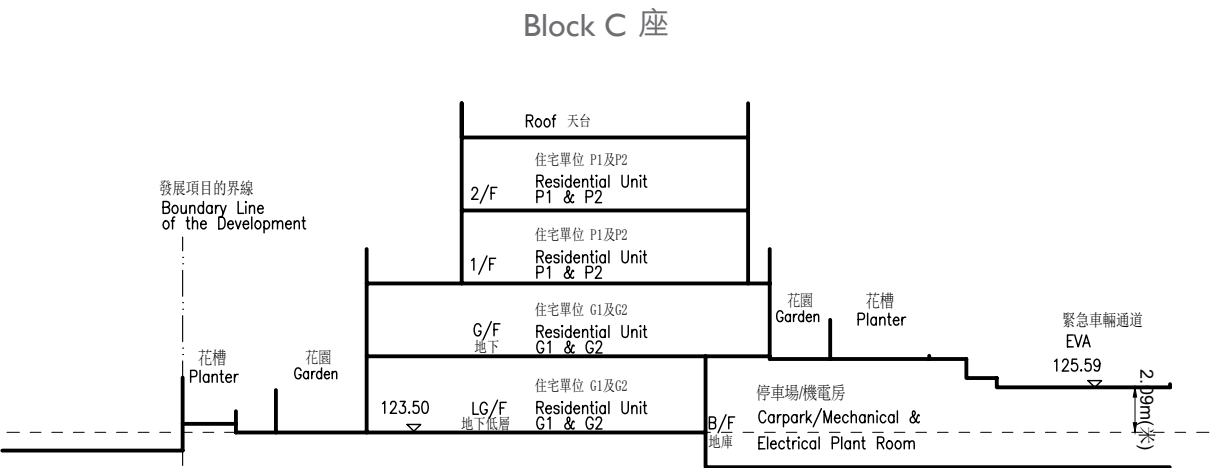 Block C 座
Roof 天台
住宅單位 P1及P2
2/F
Residential Unit
P1 & P2
發展項目的界線
Boundary Line
of the Development
住宅單位 P1及P2
1/F
Residential Unit
P1 & P2
花園
Garden
花槽
Planter
住宅單位 G1及G2
G/F
地下
Residential Unit
G1 & G2
緊急車輛通道
EVA
125.59
花槽
Planter
花園
Garden
2.09m(米)
住宅單位 G1及G2
123.50
LG/F
地下低層
Residential Unit
G1 & G2
停車場/機電房
B/F
地庫
Carpark/Mechanical &
Electrical Plant Room